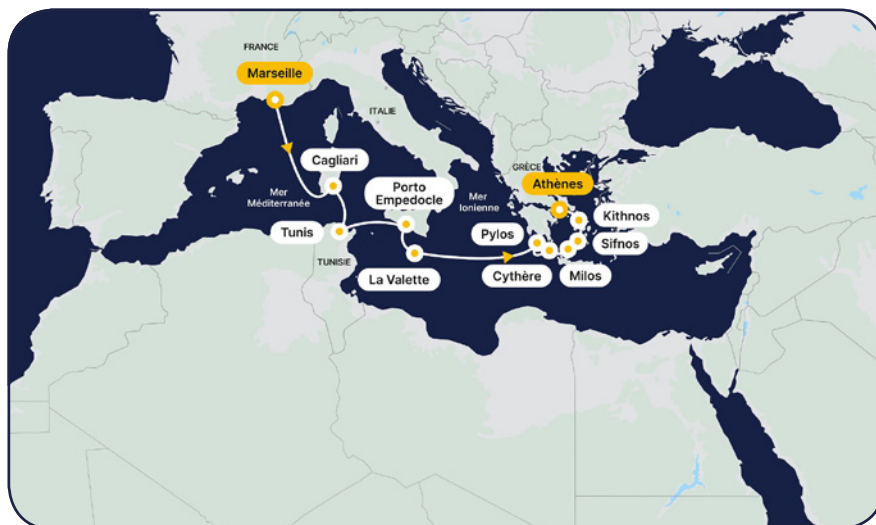 FRANCE
Marseille
ITALIE
Cagliari
Mer
Méditerranée
Porto
Empedocle
Mer
Ionienne
GRÈCE
Athènes
Kithnos
Tunis
Pylos
Sifnos
TUNISIE
La Valette
Cythère
Milos